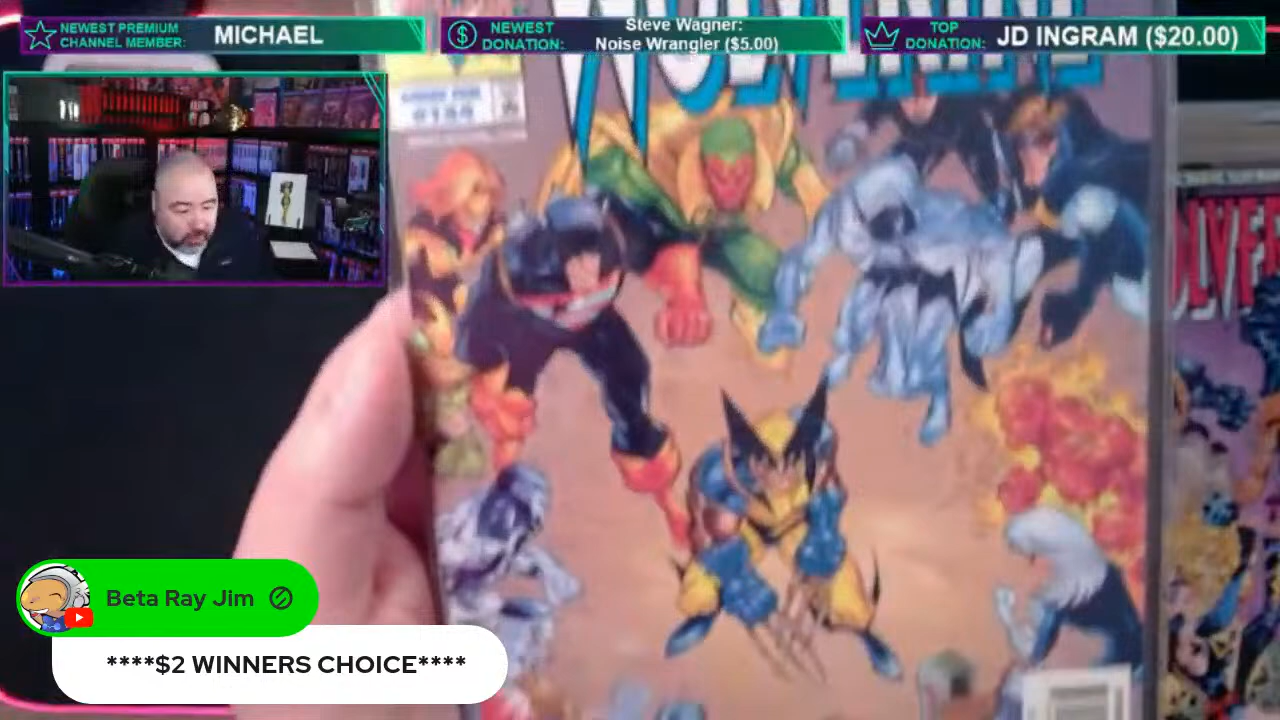 NEWEST PREMIUM
CHANNEL MEMBER:
MICHAEL
NEWEST
DONATION:
Steve Wagner:
Noise Wrangler ($5.00)
TOP
DONATION:
JD INGRAM ($20.00)
WOLVERINE
Beta Ray Jim
****$2 WINNERS CHOICE****